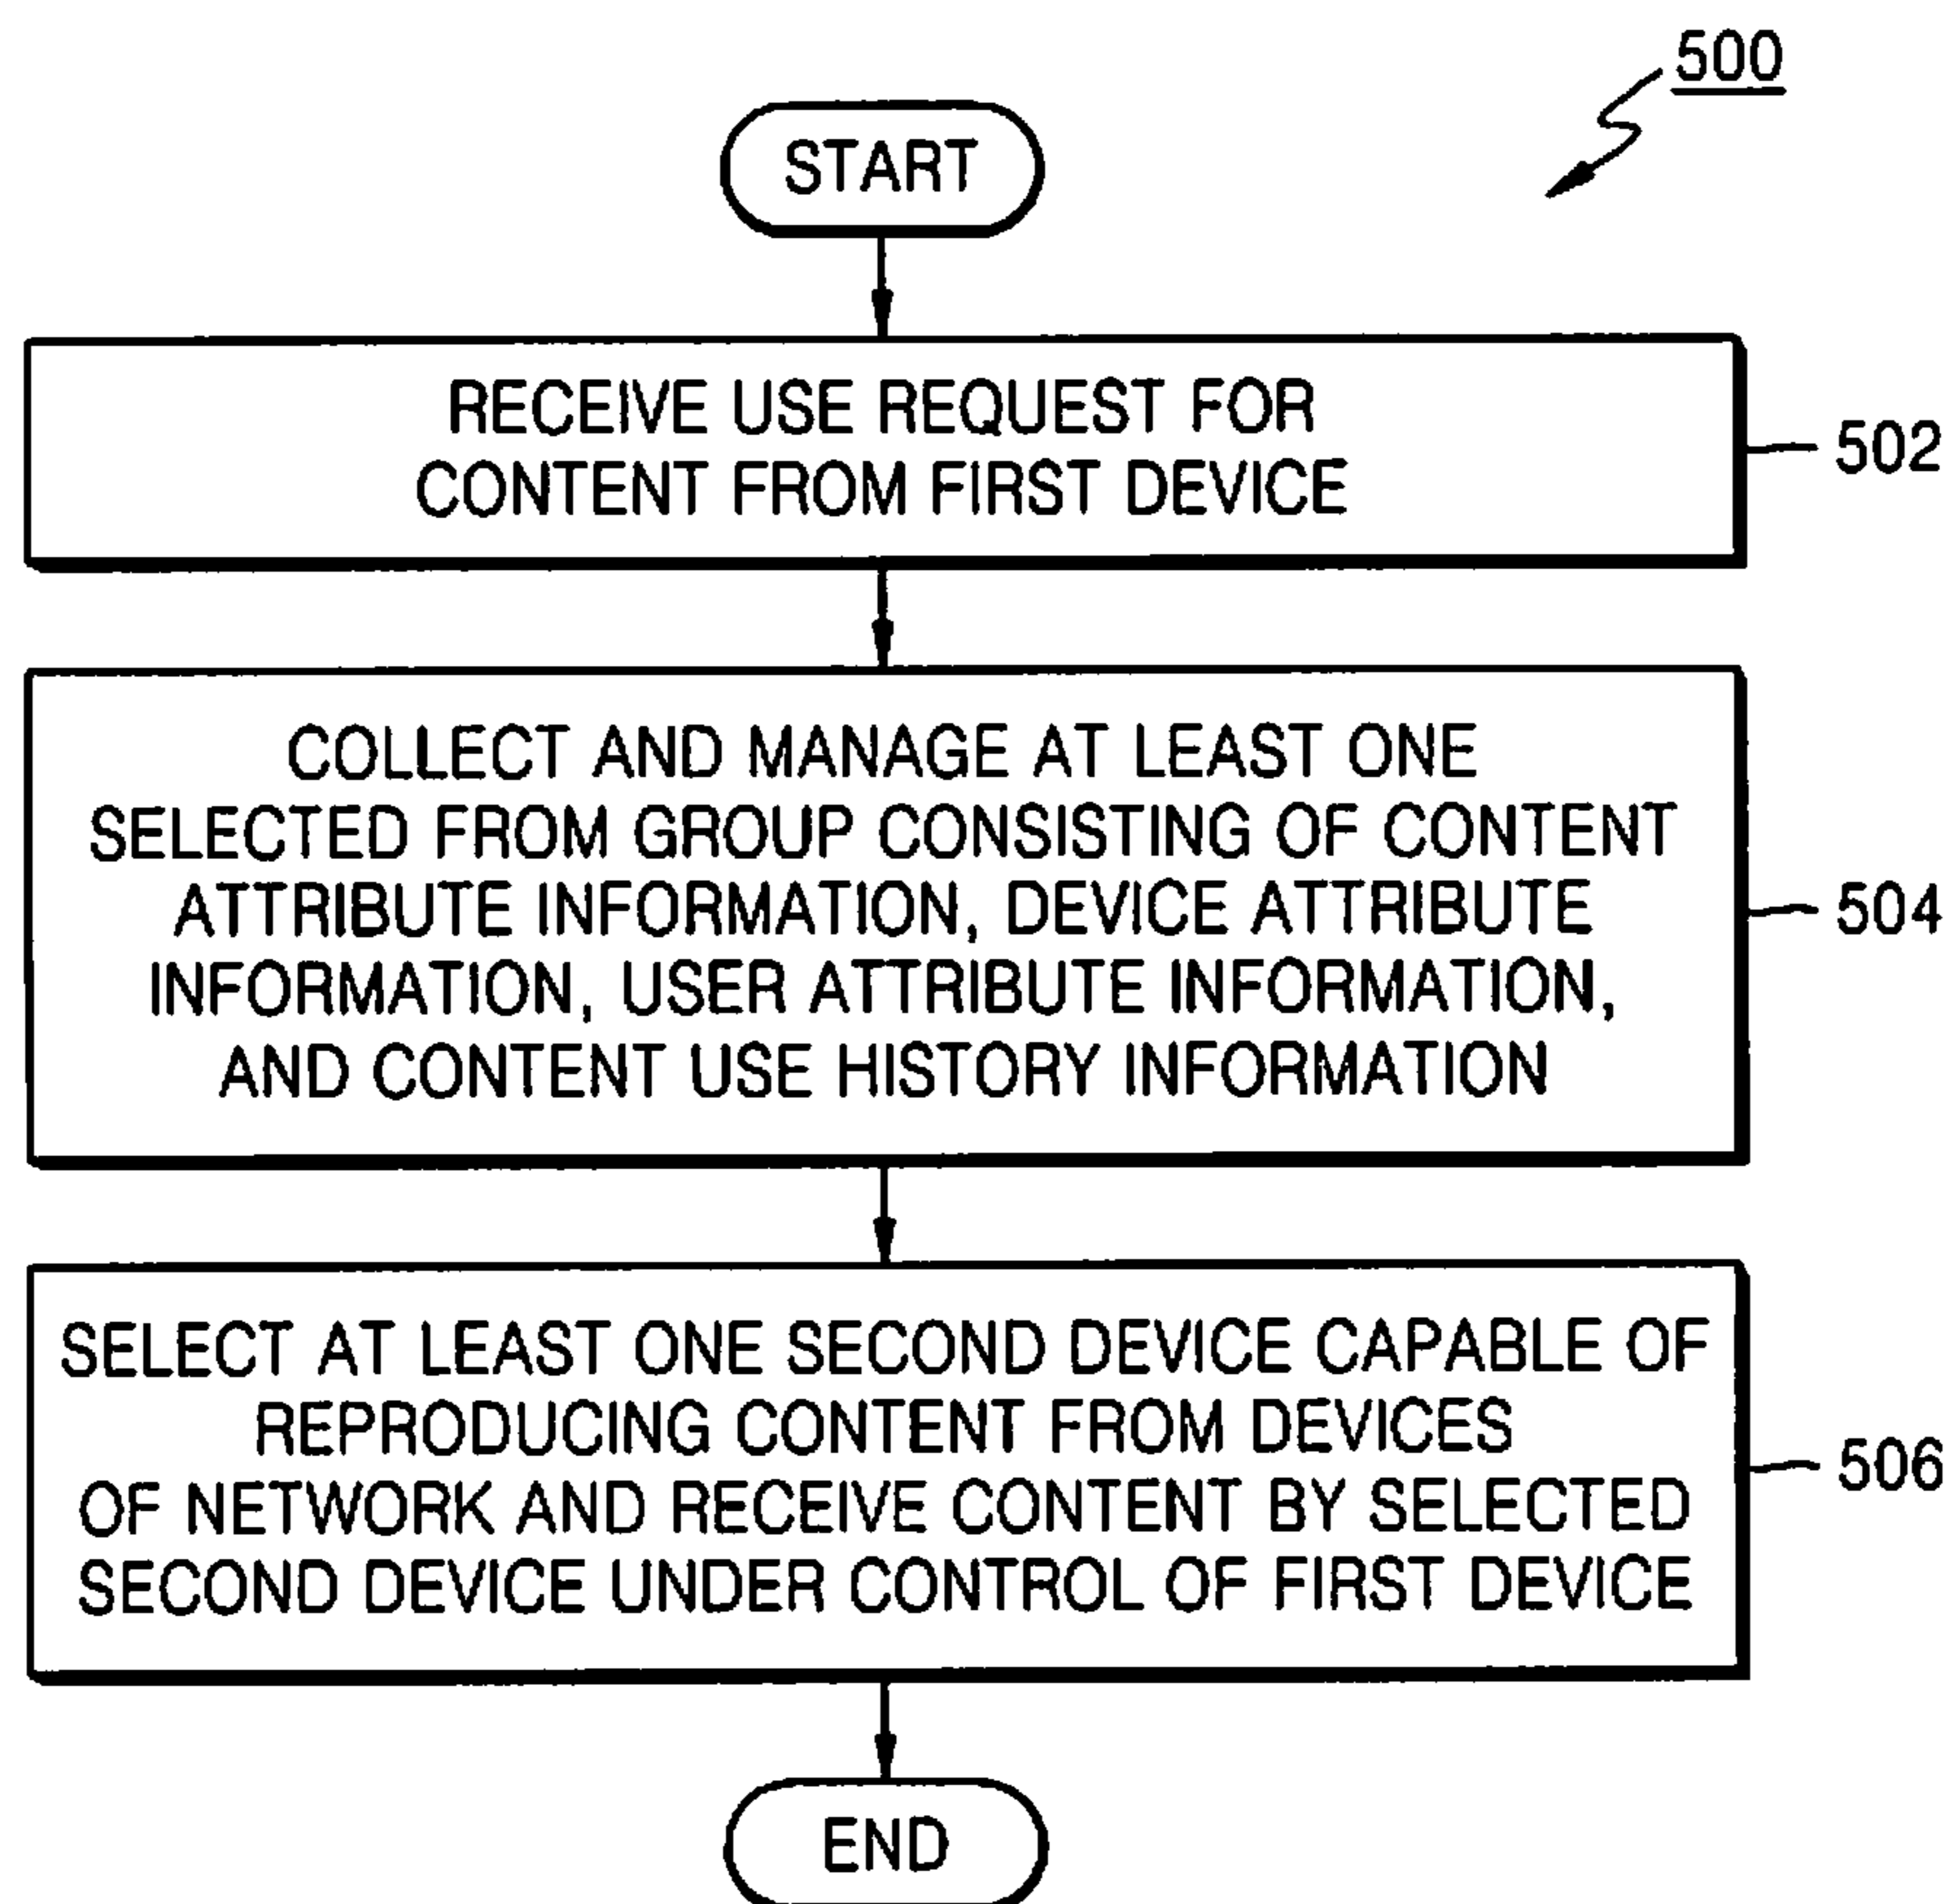 500
START
RECEIVE USE REQUEST FOR
CONTENT FROM FIRST DEVICE
502
COLLECT AND MANAGE AT LEAST ONE
SELECTED FROM GROUP CONSISTING OF CONTENT
ATTRIBUTE INFORMATION, DEVICE ATTRIBUTE
INFORMATION, USER ATTRIBUTE INFORMATION,
AND CONTENT USE HISTORY INFORMATION
504
SELECT AT LEAST ONE SECOND DEVICE CAPABLE OF
REPRODUCING CONTENT FROM DEVICES
OF NETWORK AND RECEIVE CONTENT BY SELECTED
SECOND DEVICE UNDER CONTROL OF FIRST DEVICE
506
END